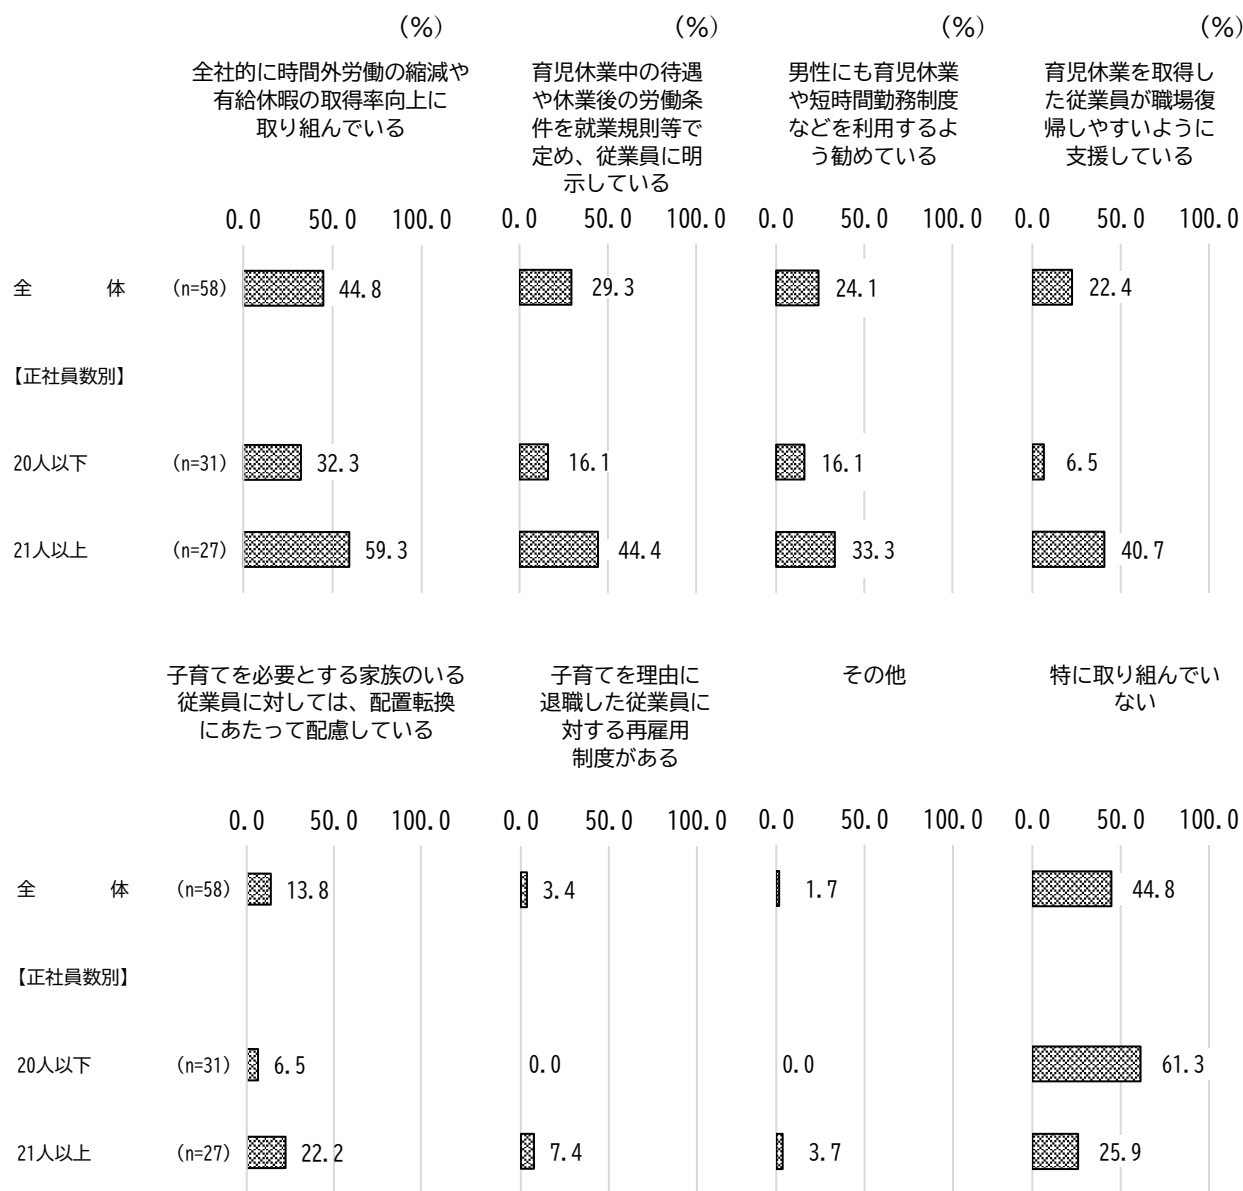 (%) (%) (%) (%)
全社的に時間外労働の縮減や
有給休暇の取得率向上に
取り組んでいる
育児休業中の待遇
や休業後の労働条
件を就業規則等で
定め、従業員に明
示している
男性にも育児休業
や短時間勤務制度
などを利用するよ
う勧めている
育児休業を取得し
た従業員が職場復
帰しやすいように
支援している
0.0 50.0 100.0 0.0 50.0 100.0 0.0 50.0 100.0 0.0 50.0 100.0
全 体 (n=58) 44.8 29.3 24.1 22.4
【正社員数別】
20人以下 (n=31) 32.3 16.1 16.1 6.5
21人以上 (n=27) 59.3 44.4 33.3 40.7
子育てを必要とする家族のいる
従業員に対しては、配置転換
にあたって配慮している
子育てを理由に
退職した従業員に
対する再雇用
制度がある
その他
特に取り組んでい
ない
0.0 50.0 100.0 0.0 50.0 100.0 0.0 50.0 100.0 0.0 50.0 100.0
全 体 (n=58) 13.8 3.4 1.7 44.8
【正社員数別】
20人以下 (n=31) 6.5 0.0 0.0 61.3
21人以上 (n=27) 22.2 7.4 3.7 25.9